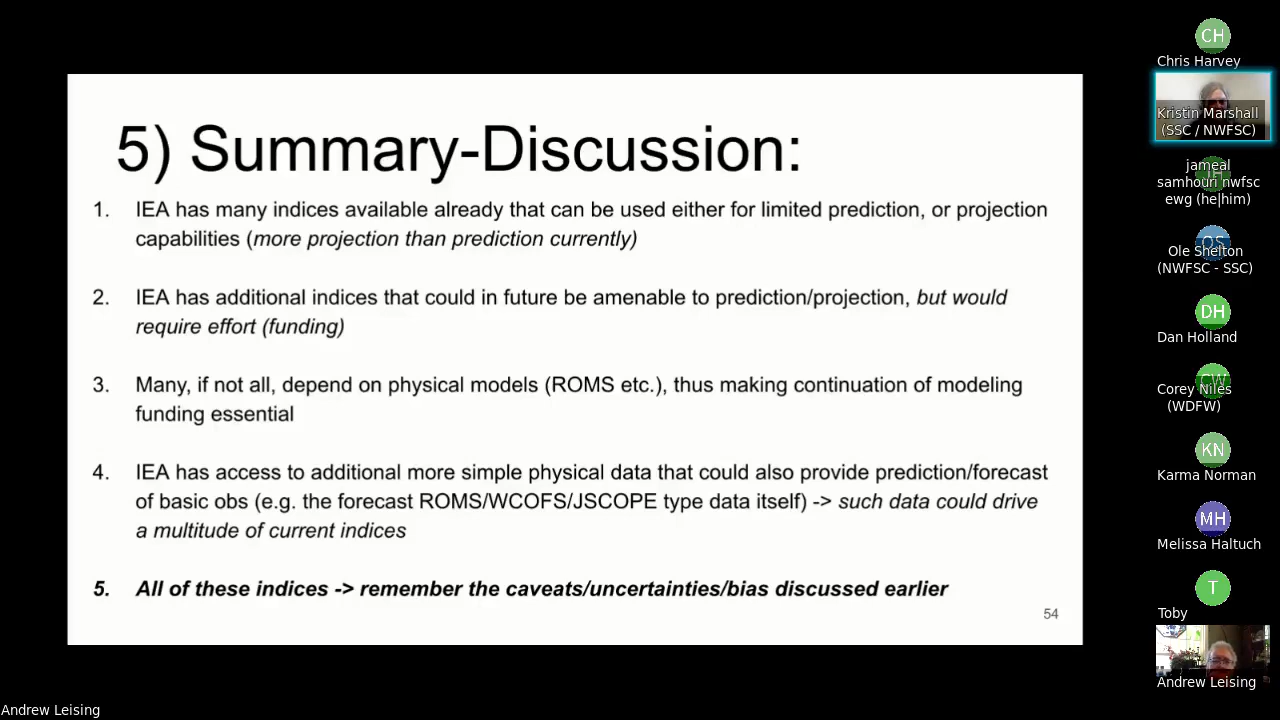 5) Summary-Discussion:
1. IEA has many indices available already that can be used either for limited prediction, or projection
capabilities (more projection than prediction currently)
2. IEA has additional indices that could in future be amenable to prediction/projection, but would
require effort (funding)
3. Many, if not all, depend on physical models (ROMS etc.), thus making continuation of modeling
funding essential
4. IEA has access to additional more simple physical data that could also provide prediction/forecast
of basic obs (e.g. the forecast ROMS/WCOFS/JSCOPE type data itself) -> such data could drive
a multitude of current indices
5. All of these indices -> remember the caveats/uncertainties/bias discussed earlier
54
CH
Chris Harvey
Kristin Marshall
(SSC / NWFSC)
JH
jameal
samhouri nwfsc
ewg (he|him)
OS
Ole Shelton
(NWFSC - SSC)
DH
Dan Holland
CW
Corey Niles
(WDFW)
KN
Karma Norman
MH
Melissa Haltuch
T
Toby
Andrew Leising
Andrew Leising